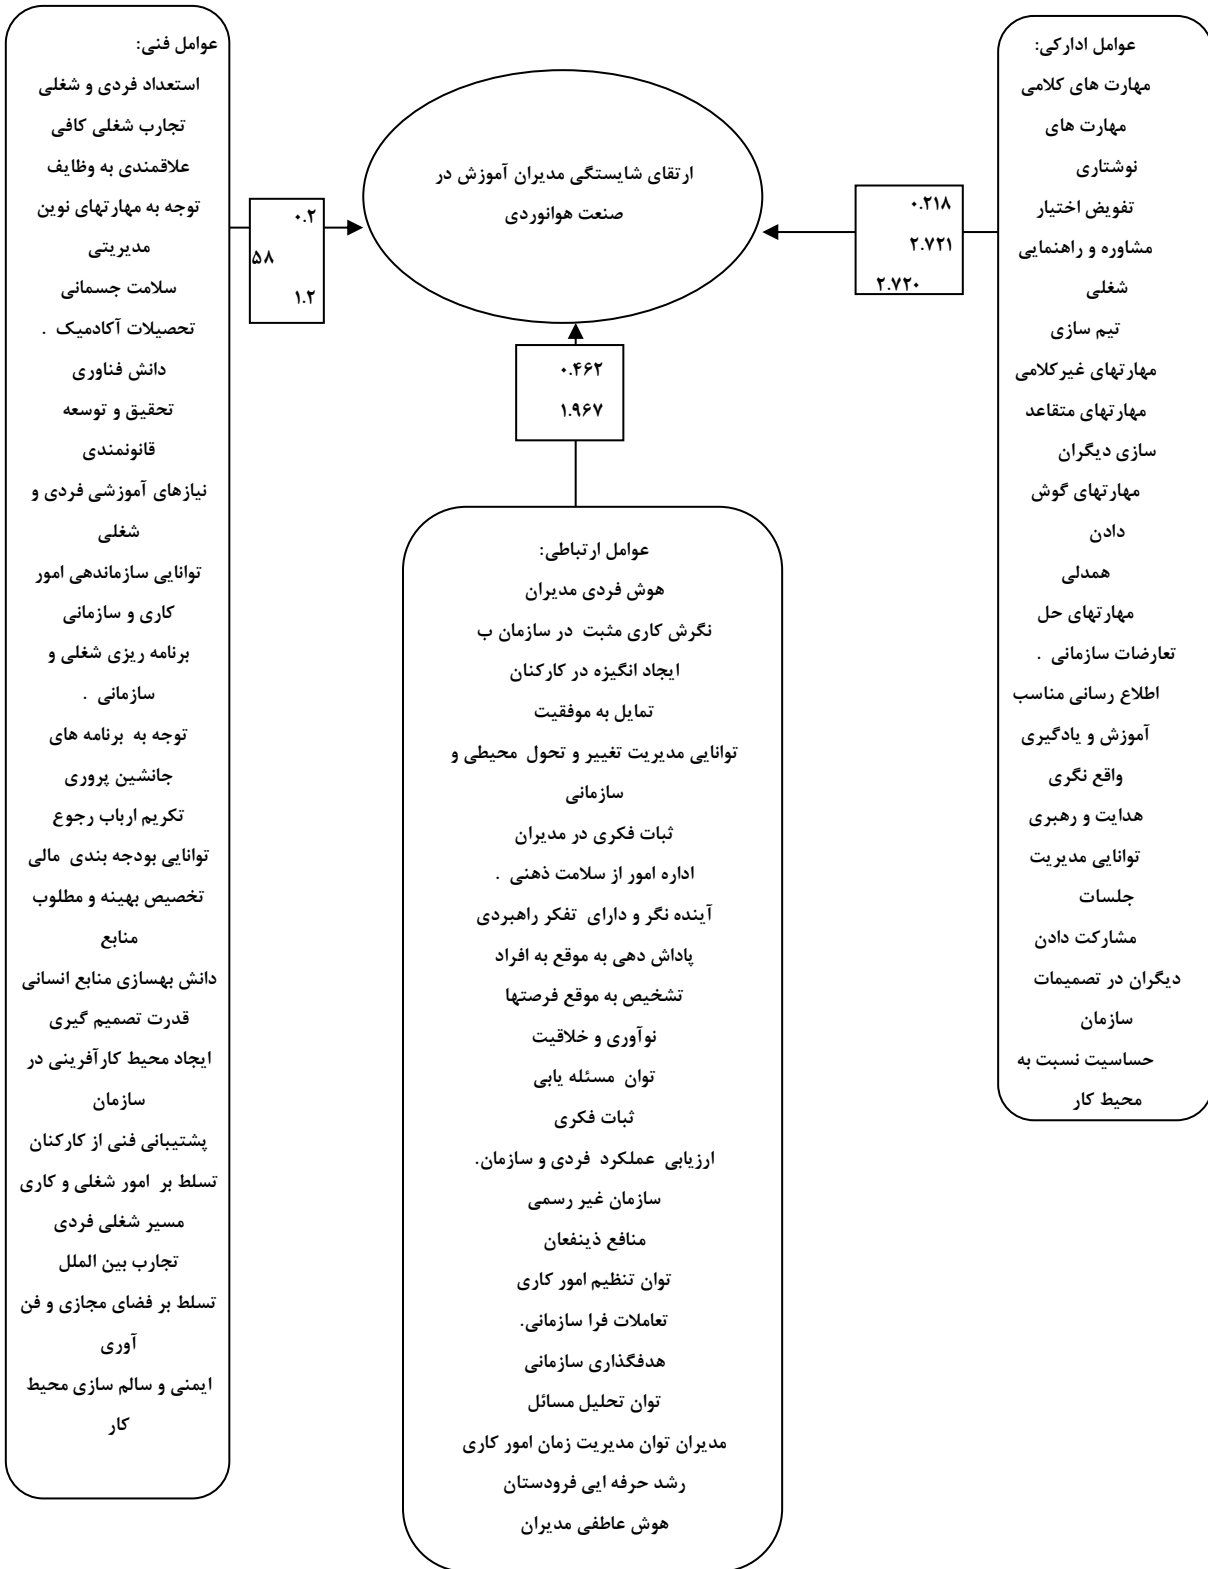 عوامل ادارکی:
مهارت های کلامی
مهارت های
نوشتاری
تفویض اختیار
مشاوره و راهنمایی
شغلی
تیم سازی
مهارتهای غیرکلامی
مهارتهای متقاعد
سازی دیگران
مهارتهای گوش
دادن
همدلی
مهارتهای حل
تعارضات سازمانی .
اطلاع رسانی مناسب
آموزش و یادگیری
واقع نگری
هدایت و رهبری
توانایی مدیریت
جلسات
مشارکت دادن
دیگران در تصمیمات
سازمان
حساسیت نسبت به
محیط کار
۰.۲۱۸
۲.۷۲۱
۲.۷۲۰
ارتقای شایستگی مدیران آموزش در
صنعت هوانوردی
۰.۴۶۲
۱.۹۶۷
عوامل ارتباطی:
هوش فردی مدیران
نگرش کاری مثبت در سازمان ب
ایجاد انگیزه در کارکنان
تمایل به موفقیت
توانایی مدیریت تغییر و تحول محیطی و
سازمانی
ثبات فکری در مدیران
اداره امور از سلامت ذهنی .
آینده نگر و دارای تفکر راهبردی
پاداش دهی به موقع به افراد
تشخیص به موقع فرصتها
نوآوری و خلاقیت
توان مسئله یابی
ثبات فکری
ارزیابی عملکرد فردی و سازمان.
سازمان غیر رسمی
منافع ذینفعان
توان تنظیم امور کاری
تعاملات فرا سازمانی.
هدفگذاری سازمانی
توان تحلیل مسائل
مدیران توان مدیریت زمان امور کاری
رشد حرفه ایی فرودستان
هوش عاطفی مدیران
۰.۲
۵۸
۱.۲
عوامل فنی:
استعداد فردی و شغلی
تجارب شغلی کافی
علاقمندی به وظایف
توجه به مهارتهای نوین
مدیریتی
سلامت جسمانی
تحصیلات آکادمیک .
دانش فناوری
تحقیق و توسعه
قانونمندی
نیازهای آموزشی فردی و
شغلی
توانایی سازماندهی امور
کاری و سازمانی
برنامه ریزی شغلی و
سازمانی .
توجه به برنامه های
جانشین پروری
تکریم ارباب رجوع
توانایی بودجه بندی مالی
تخصیص بهینه و مطلوب
منابع
دانش بهسازی منابع انسانی
قدرت تصمیم گیری
ایجاد محیط کارآفرینی در
سازمان
پشتیبانی فنی از کارکنان
تسلط بر امور شغلی و کاری
مسیر شغلی فردی
تجارب بین الملل
تسلط بر فضای مجازی و فن
آوری
ایمنی و سالم سازی محیط
کار